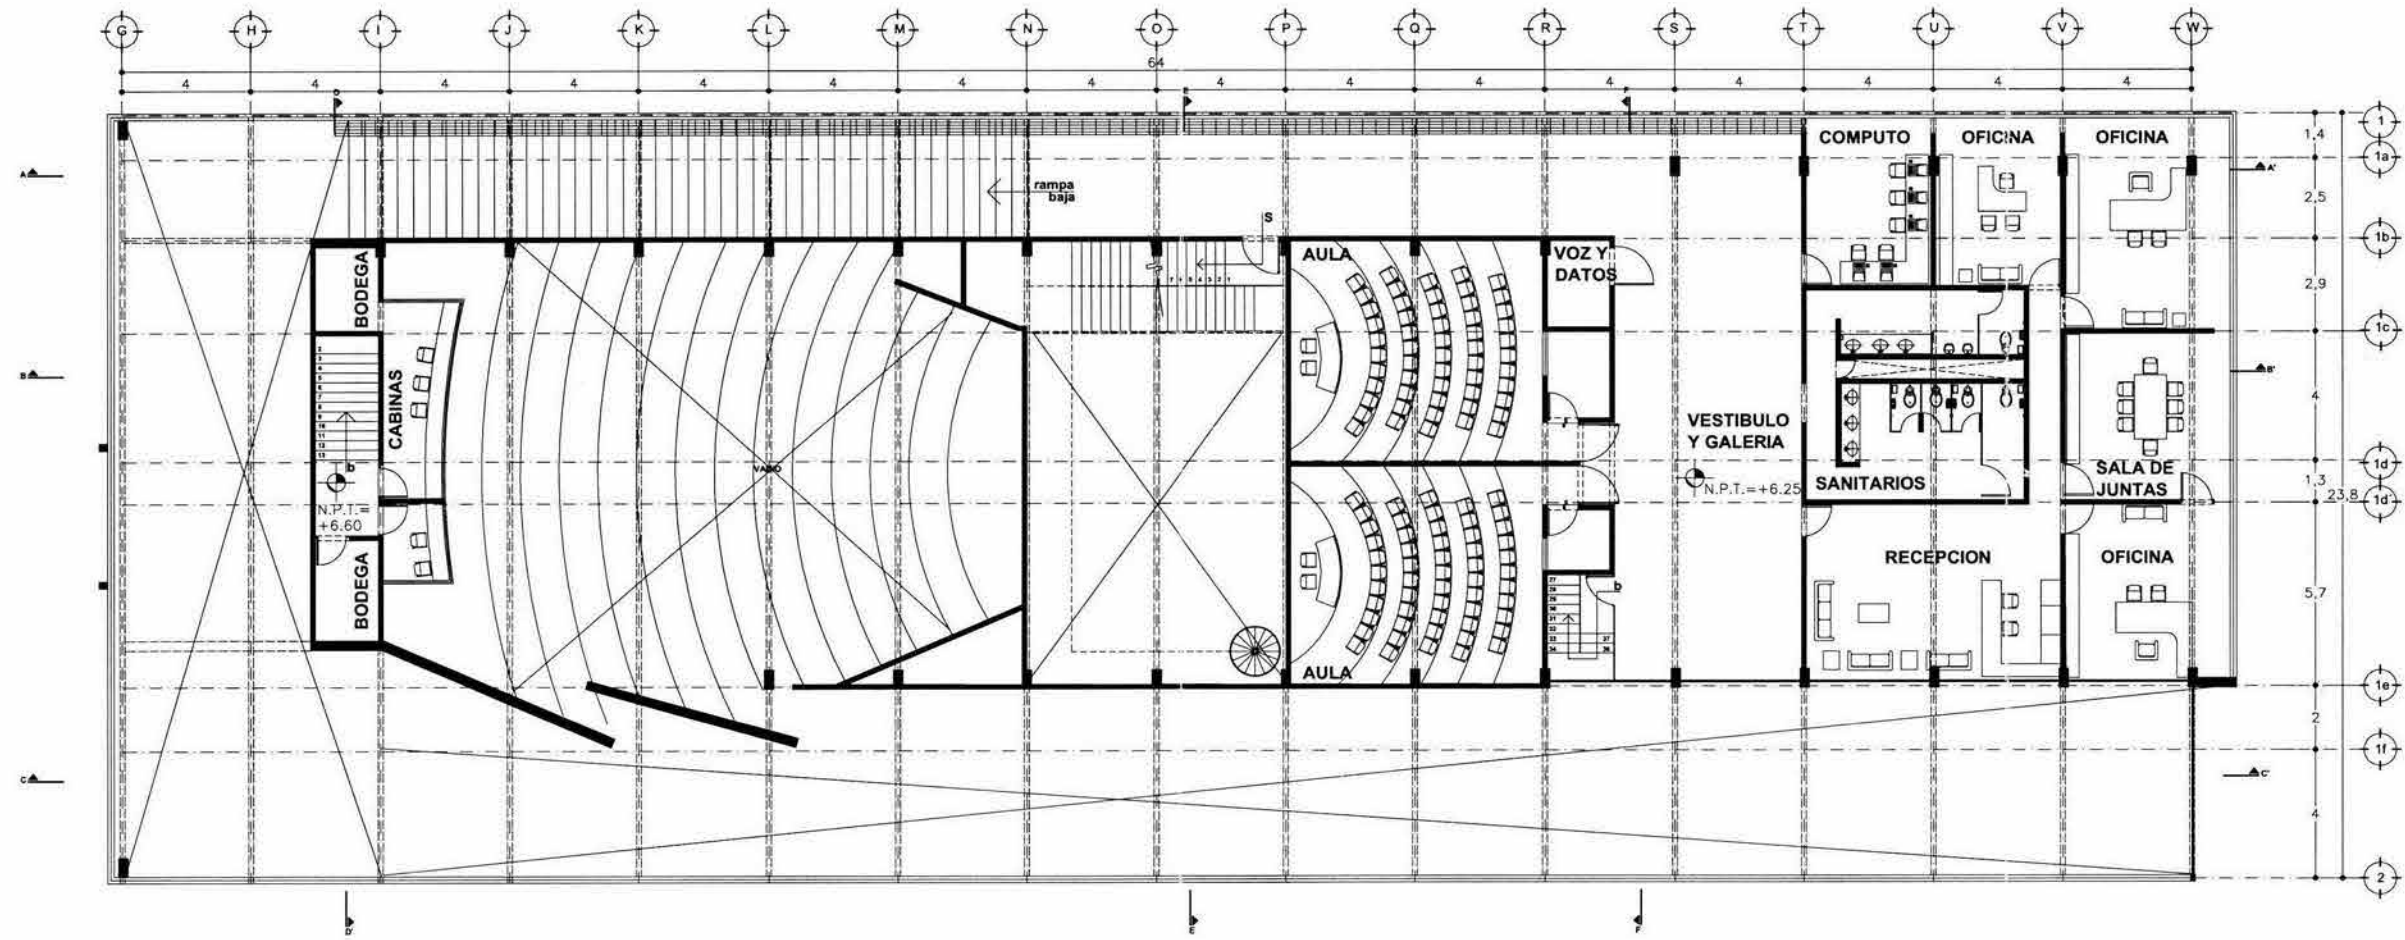 G H I J K L M N O P Q R S T U V W
64
4 4 4 4 4 4 4 4 4 4 4 4 4 4 4 4
D E F
1
COMPUTO OFICINA OFICINA
1,4
1a
A A'
rampa
baja
2,5
S
1b
BODEGA
AULA
VOZ Y
DATOS
2,9
1c
B B'
CABINAS
4
VESTIBULO
Y GALERIA
VACIO
b
SALA DE
JUNTAS
1d
SANITARIOS
N.P.T.=+6.25
1,3
23,8
1d'
N.P.T.=
+6.60
BODEGA
RECEPCION
OFICINA
b
5,7
AULA
1e
2
1f
C C'
4
2
D' E F